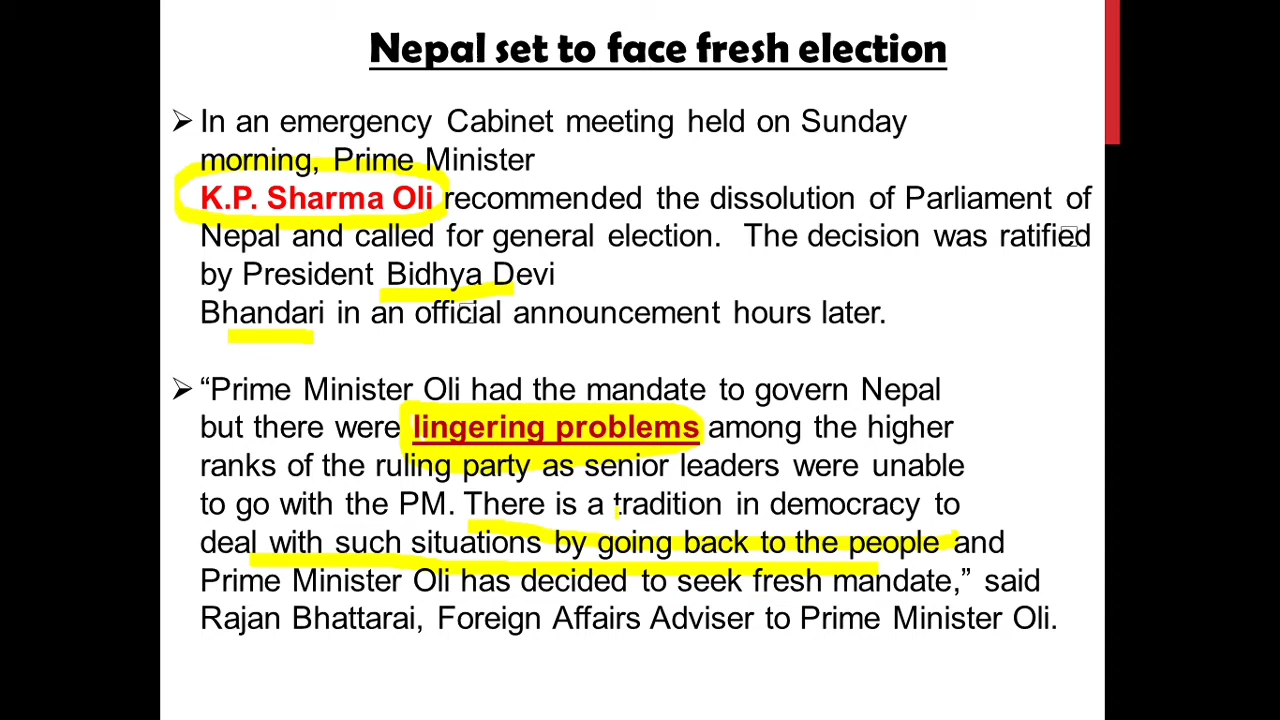 Nepal set to face fresh election
➢ In an emergency Cabinet meeting held on Sunday
morning, Prime Minister
K.P. Sharma Oli recommended the dissolution of Parliament of
Nepal and called for general election. The decision was ratified
by President Bidhya Devi
Bhandari in an official announcement hours later.
➢ “Prime Minister Oli had the mandate to govern Nepal
but there were lingering problems among the higher
ranks of the ruling party as senior leaders were unable
to go with the PM. There is a tradition in democracy to
deal with such situations by going back to the people and
Prime Minister Oli has decided to seek fresh mandate,” said
Rajan Bhattarai, Foreign Affairs Adviser to Prime Minister Oli.